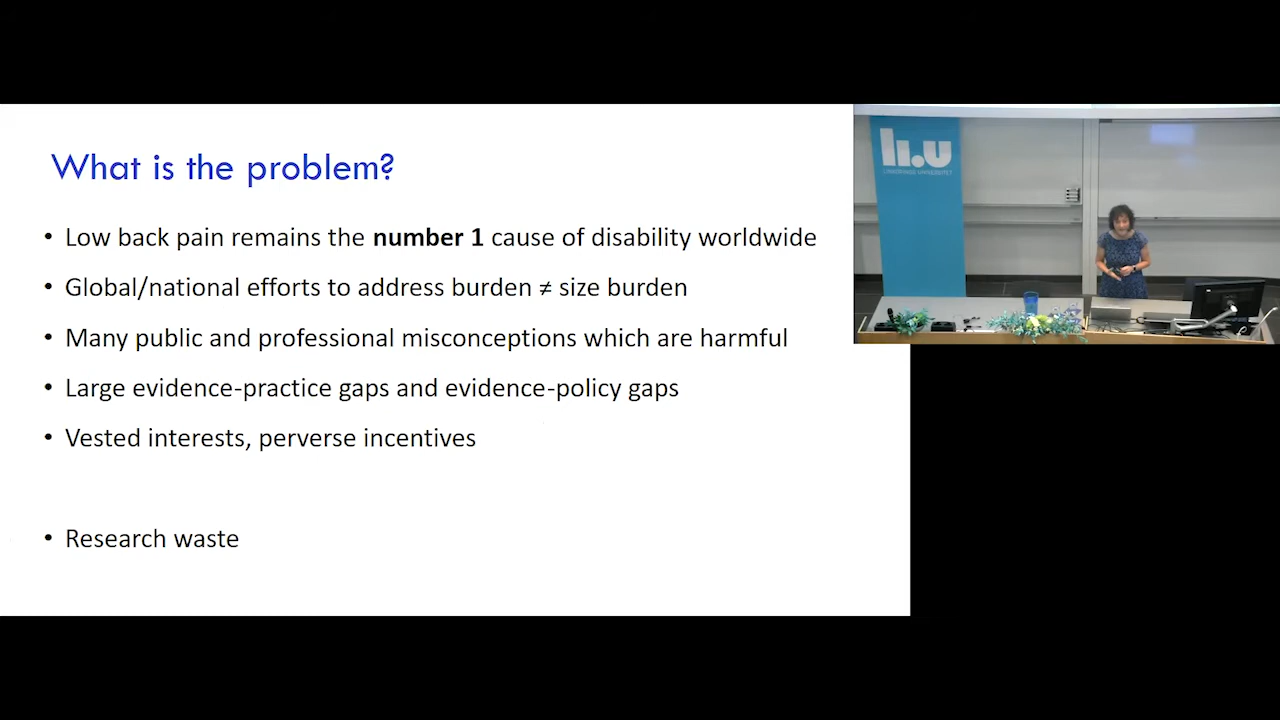 What is the problem?
• Low back pain remains the number 1 cause of disability worldwide
• Global/national efforts to address burden ≠ size burden
• Many public and professional misconceptions which are harmful
• Large evidence-practice gaps and evidence-policy gaps
• Vested interests, perverse incentives
• Research waste
li.u
LINKÖPINGS UNIVERSITET